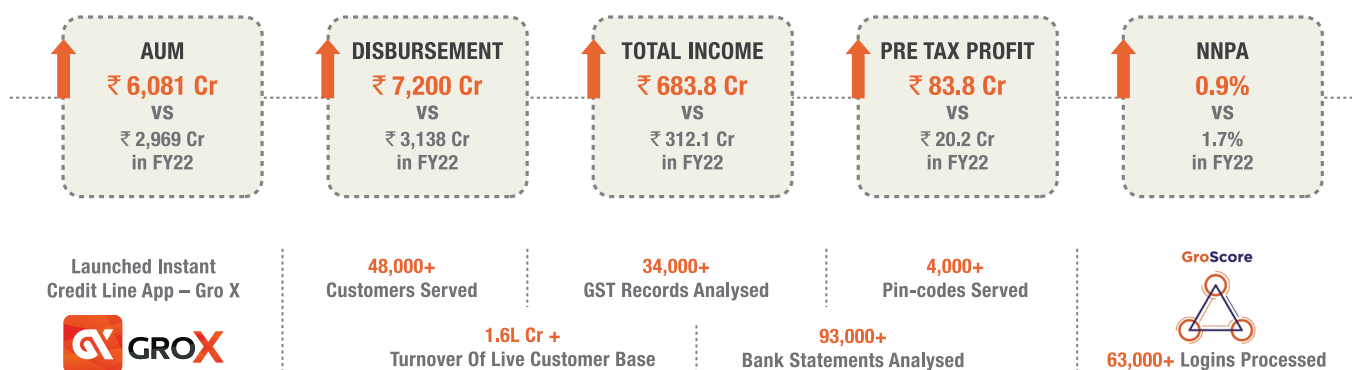 AUM
₹ 6,081 Cr
VS
₹ 2,969 Cr
in FY22
DISBURSEMENT
₹ 7,200 Cr
VS
₹ 3,138 Cr
in FY22
TOTAL INCOME
₹ 683.8 Cr
VS
₹ 312.1 Cr
in FY22
PRE TAX PROFIT
₹ 83.8 Cr
VS
₹ 20.2 Cr
in FY22
NNPA
0.9%
VS
1.7%
in FY22
Launched Instant
Credit Line App – Gro X
GX GROX
48,000+
Customers Served
34,000+
GST Records Analysed
4,000+
Pin-codes Served
1.6L Cr +
Turnover Of Live Customer Base
93,000+
Bank Statements Analysed
GroScore
63,000+ Logins Processed